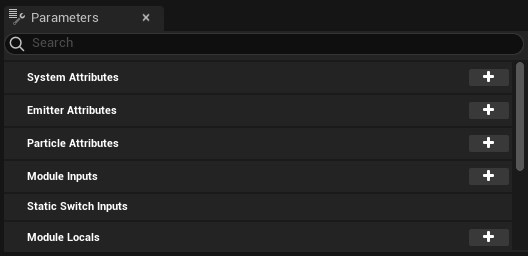 Parameters
Search
System Attributes
Emitter Attributes
Particle Attributes
Module Inputs
Static Switch Inputs
Module Locals